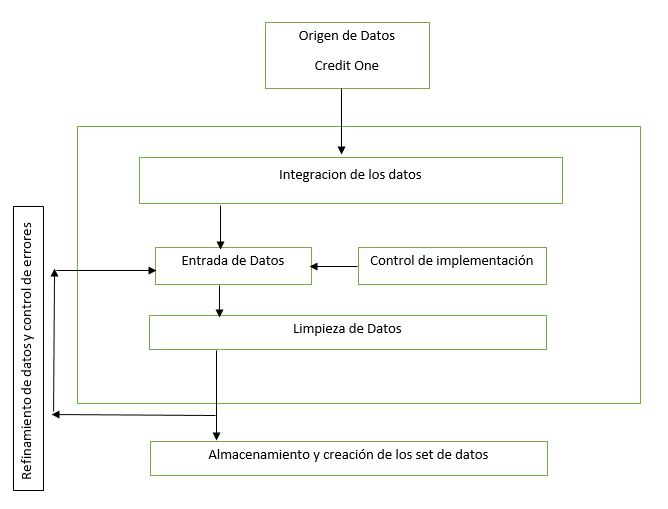 Origen de Datos
Credit One
Integracion de los datos
Entrada de Datos
Control de implementación
Limpieza de Datos
Refinamiento de datos y control de errores
Almacenamiento y creación de los set de datos